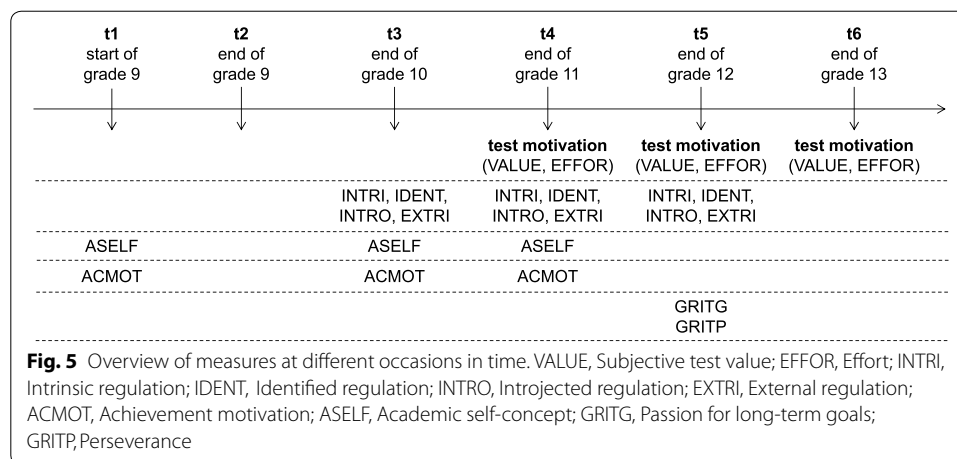 t1 t2 t3 t4 t5 t6
start of end of end of end of end of end of
grade 9 grade 9 grade 10 grade 11 grade 12 grade 13
test motivation test motivation test motivation
(VALUE, EFFOR) (VALUE, EFFOR) (VALUE, EFFOR)
INTRI, IDENT, INTRI, IDENT, INTRI, IDENT,
INTRO, EXTRI INTRO, EXTRI INTRO, EXTRI
ASELF ASELF ASELF
ACMOT ACMOT ACMOT
GRITG
GRITP
Fig. 5 Overview of measures at different occasions in time. VALUE, Subjective test value; EFFOR, Effort; INTRI,
Intrinsic regulation; IDENT, Identified regulation; INTRO, Introjected regulation; EXTRI, External regulation;
ACMOT, Achievement motivation; ASELF, Academic self-concept; GRITG, Passion for long-term goals;
GRITP, Perseverance